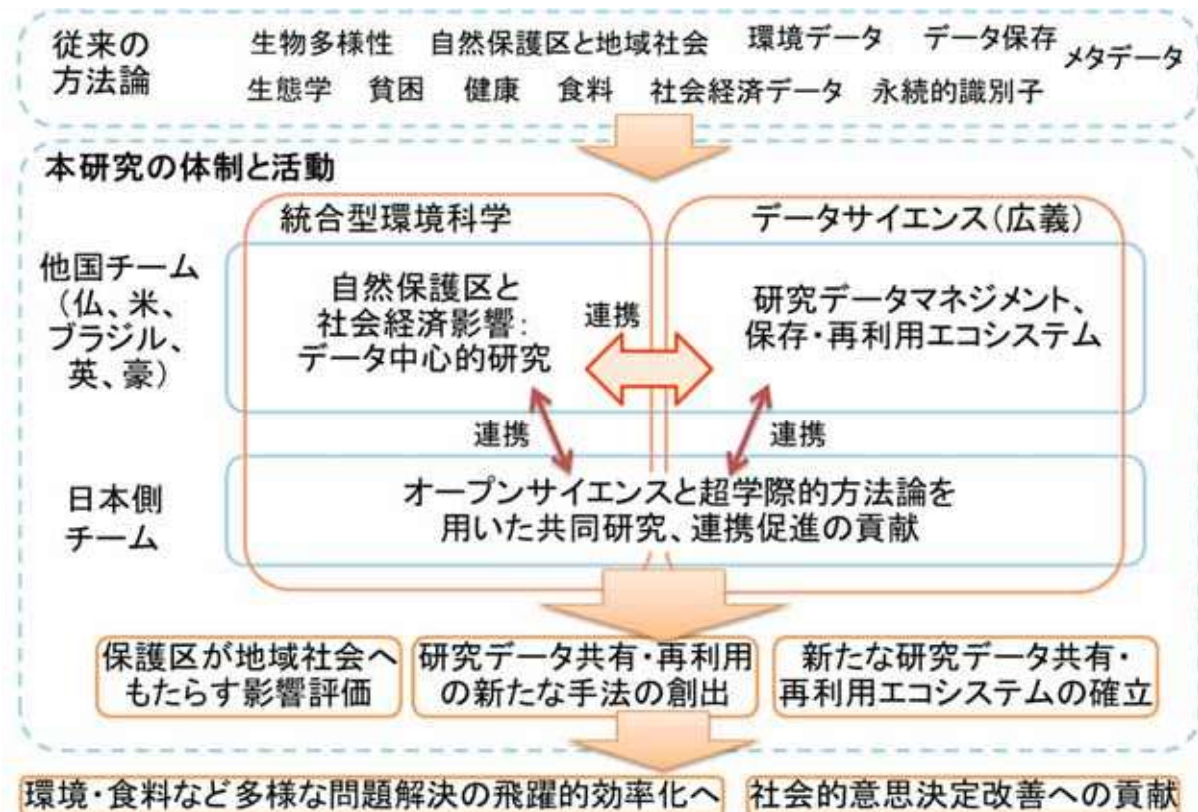 従来の
方法論
生物多様性 自然保護区と地域社会 環境データ データ保存 メタデータ
生態学 貧困 健康 食料 社会経済データ 永続的識別子
本研究の体制と活動
統合型環境科学
データサイエンス(広義)
他国チーム
(仏、米、
ブラジル、
英、豪)
自然保護区と
社会経済影響:
データ中心的研究
連携
研究データマネジメント、
保存・再利用エコシステム
連携
連携
日本側
チーム
オープンサイエンスと超学際的方法論を
用いた共同研究、連携促進の貢献
保護区が地域社会へ
もたらす影響評価
研究データ共有・再利用
の新たな手法の創出
新たな研究データ共有・
再利用エコシステムの確立
環境・食料など多様な問題解決の飛躍的効率化へ
社会的意思決定改善への貢献